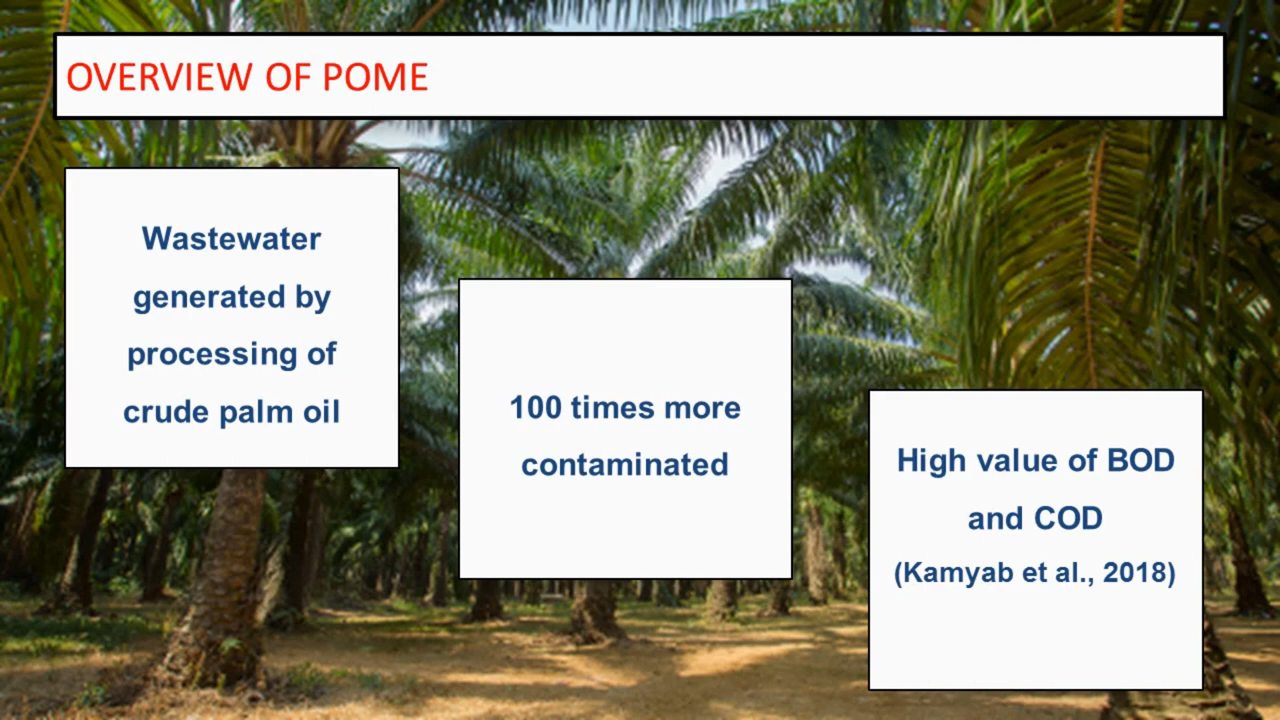 OVERVIEW OF POME
Wastewater
generated by
processing of
crude palm oil
100 times more
contaminated
High value of BOD
and COD
(Kamyab et al., 2018)